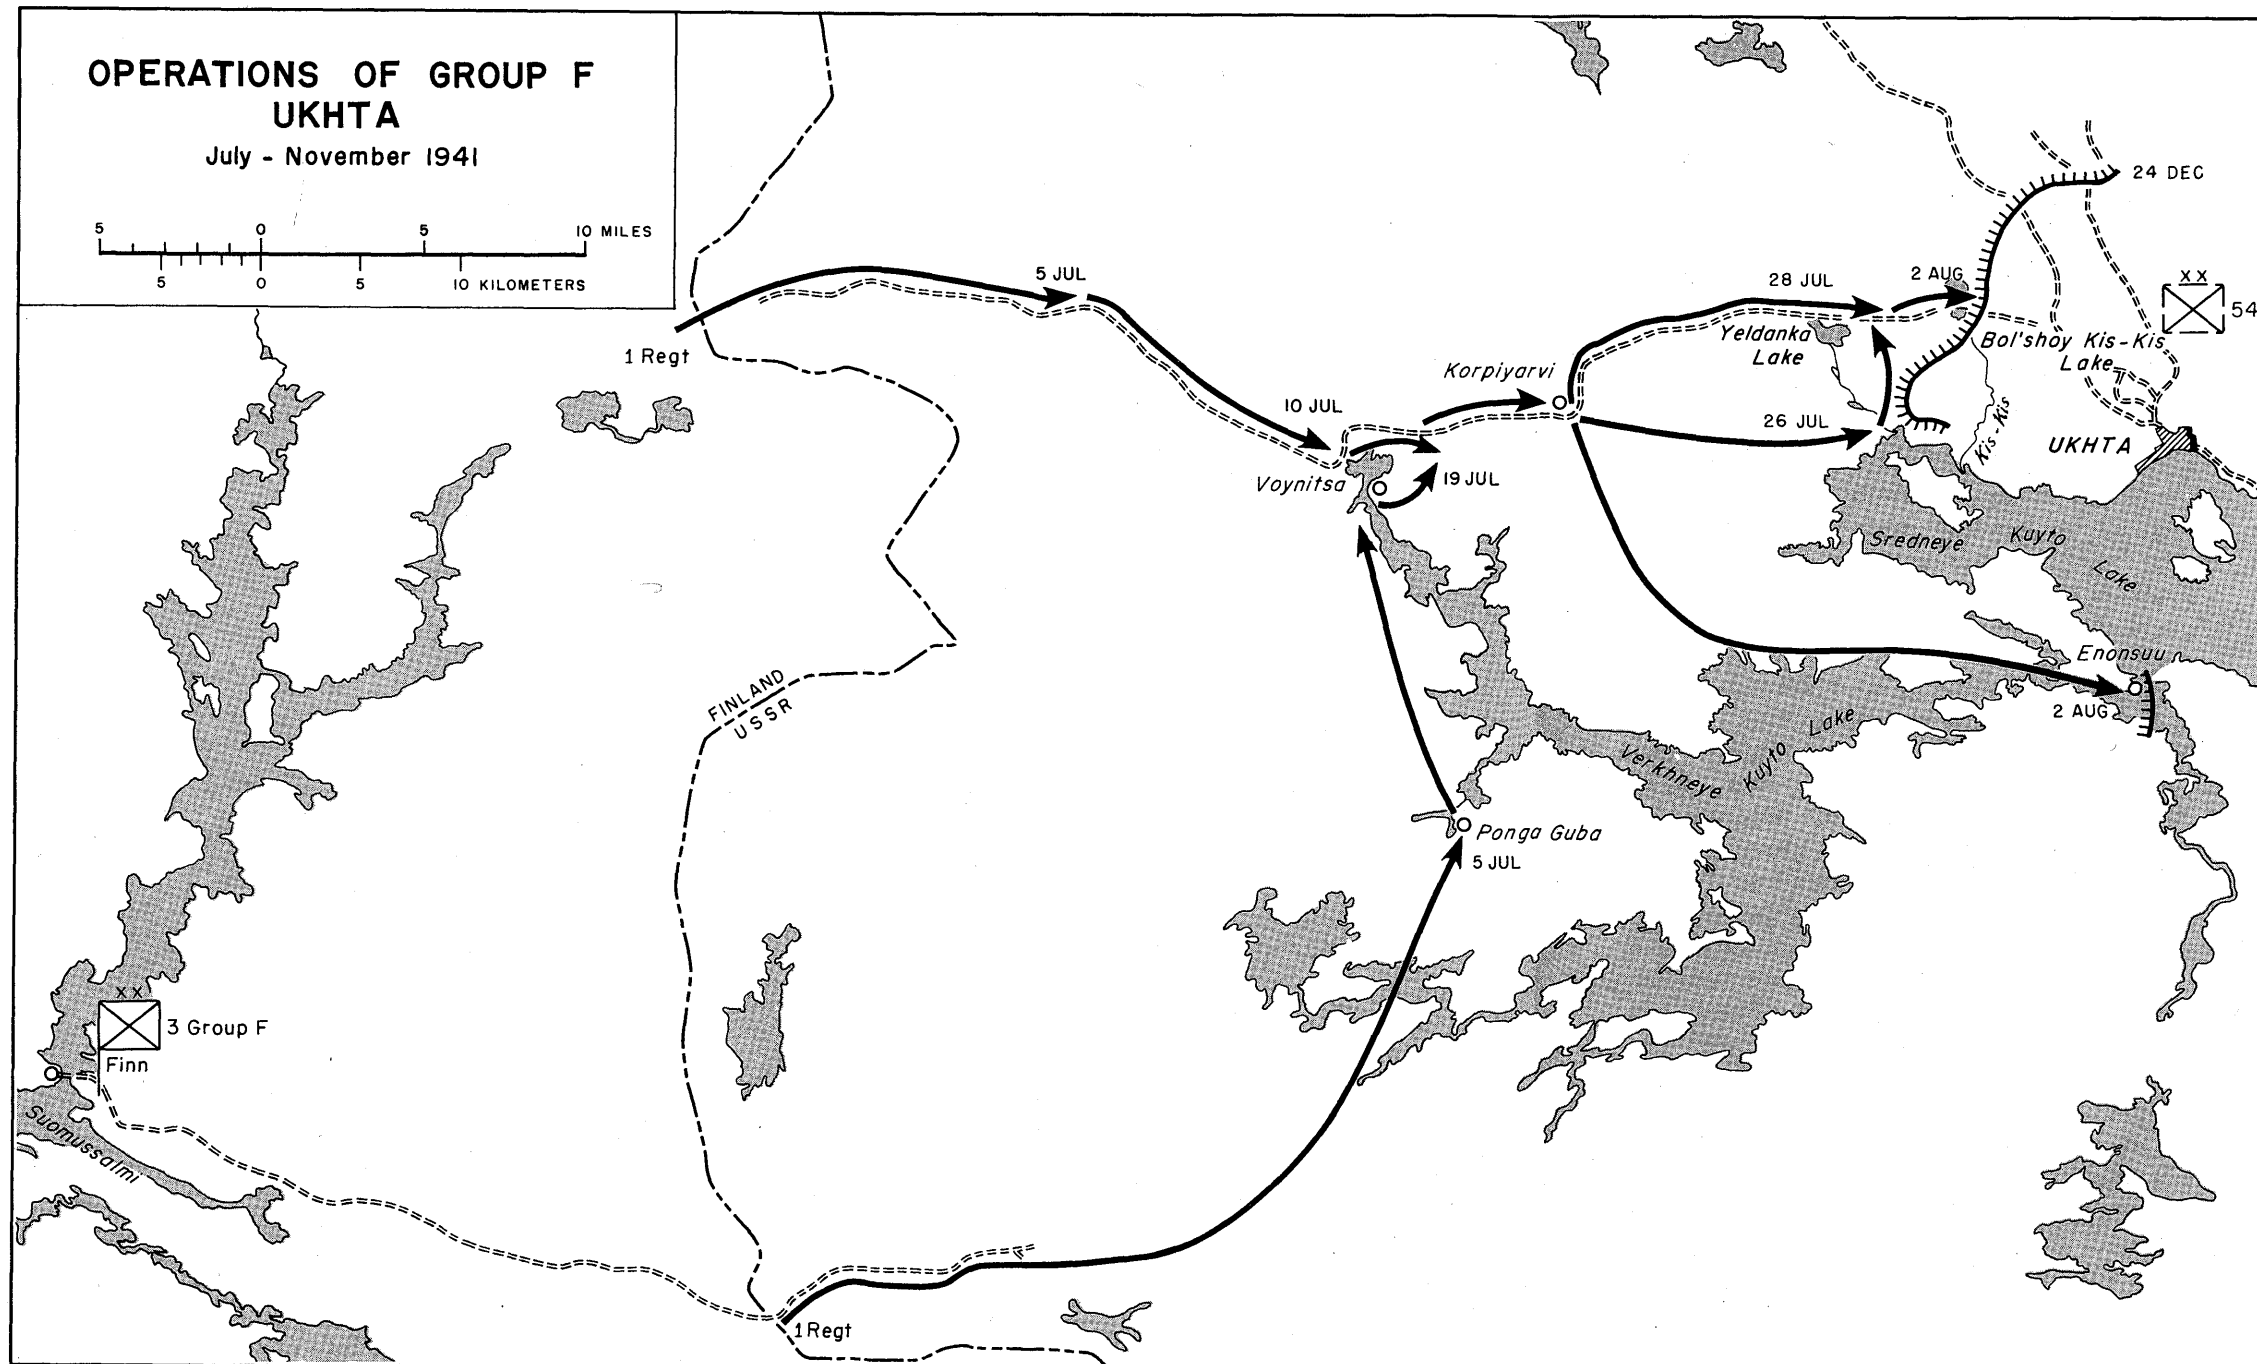 OPERATIONS OF GROUP F
UKHTA
July - November 1941
5 0 5 10 MILES
5 0 5 10 KILOMETERS
24 DEC
5 JUL
28 JUL
2 AUG
XX
54
1 Regt
Yeldanka
Lake
Bol'shoy Kis-Kis
Lake
Korpiyarvi
10 JUL
26 JUL
Kis-Kis
UKHTA
Voynitsa
19 JUL
Sredneye Kuyto Lake
Enonsuu
FINLAND
USSR
2 AUG
Verkhneye Kuyto Lake
Ponga Guba
5 JUL
XX
3 Group F
Finn
Suomussalmi
1 Regt